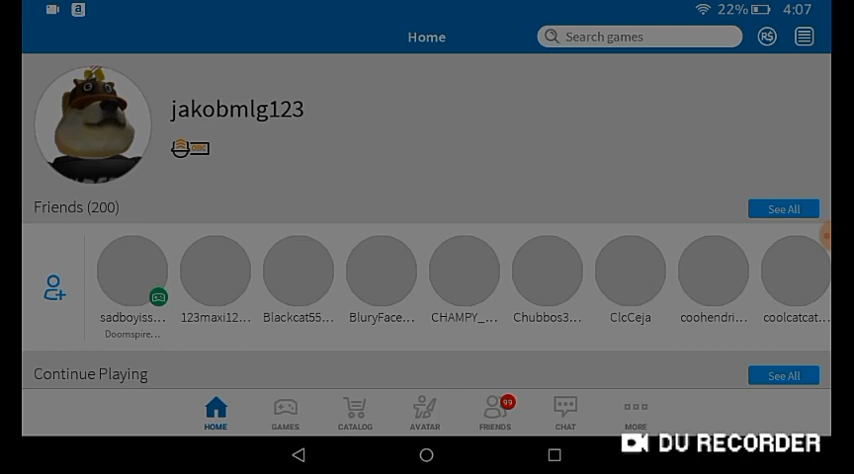 a 22% 4:07
Home Search games R$
jakobmlg123
OBC
Friends (200) See All
sadboyiss... 123maxi12... Blackcat55... BluryFace... CHAMPY_... Chubbos3... ClcCeja coohendri... coolcatcat...
Doomspire...
Continue Playing See All
99
HOME GAMES CATALOG AVATAR FRIENDS CHAT MORE
DU RECORDER